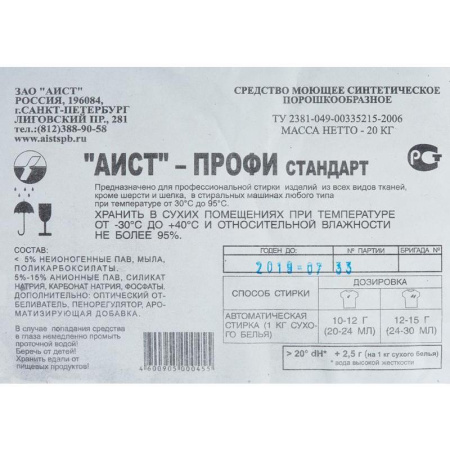 ЗАО "АИСТ"
РОССИЯ, 196084,
г.САНКТ-ПЕТЕРБУРГ
ЛИГОВСКИЙ ПР., 281
тел.:(812)388-90-58
www.aistspb.ru
СРЕДСТВО МОЮЩЕЕ СИНТЕТИЧЕСКОЕ
ПОРОШКООБРАЗНОЕ
ТУ 2381-049-00335215-2006
МАССА НЕТТО - 20 КГ
"АИСТ" – ПРОФИ СТАНДАРТ
Предназначено для профессиональной стирки изделий из всех видов тканей,
кроме шерсти и шелка, в стиральных машинах любого типа
при температуре от 30°С до 95°С.
ХРАНИТЬ В СУХИХ ПОМЕЩЕНИЯХ ПРИ ТЕМПЕРАТУРЕ
ОТ -30°С ДО +40°С И ОТНОСИТЕЛЬНОЙ ВЛАЖНОСТИ
НЕ БОЛЕЕ 95%.
СОСТАВ:
< 5% НЕИОНОГЕННЫЕ ПАВ, МЫЛА,
ПОЛИКАРБОКСИЛАТЫ.
5%-15% АНИОННЫЕ ПАВ, СИЛИКАТ
НАТРИЯ, КАРБОНАТ НАТРИЯ, ФОСФАТЫ.
ДОПОЛНИТЕЛЬНО: ОПТИЧЕСКИЙ ОТ-
БЕЛИВАТЕЛЬ, ПЕНОРЕГУЛЯТОР, АРО-
МАТИЗИРУЮЩАЯ ДОБАВКА.
В случае попадания средства
в глаза немедленно промыть
проточной водой!
Беречь от детей!
Хранить вдали от
пищевых продуктов!
4600905000455
ГОДЕН ДО: № ПАРТИИ БРИГАДА №
2019-07 33
СПОСОБ СТИРКИ ДОЗИРОВКА
АВТОМАТИЧЕСКАЯ
СТИРКА (1 КГ СУХО-
ГО БЕЛЬЯ)
10-12 Г
(20-24 МЛ)
12-15 Г
(24-30 МЛ)
> 20° dH* + 2,5 г (на 1 кг сухого белья)
*при повышенной жесткости